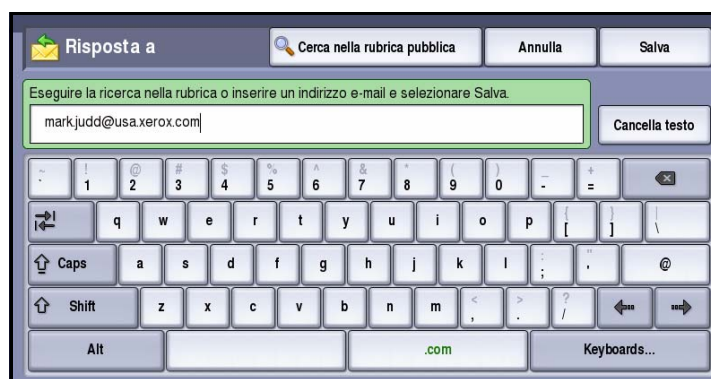 Risposta a
Cerca nella rubrica pubblica
Annulla
Salva
Eseguire la ricerca nella rubrica o inserire un indirizzo e-mail e selezionare Salva.
mark.judd@usa.xerox.com
Cancella testo
~ ` ! 1 @ 2 # 3 $ 4 % 5 ^ 6 & 7 * 8 ( 9 ) 0 _ - + =
q w e r t y u i o p { [ } ] | \
Caps a s d f g h j k l : ; " ' @
Shift z x c v b n m < , > . ? /
Alt .com Keyboards...